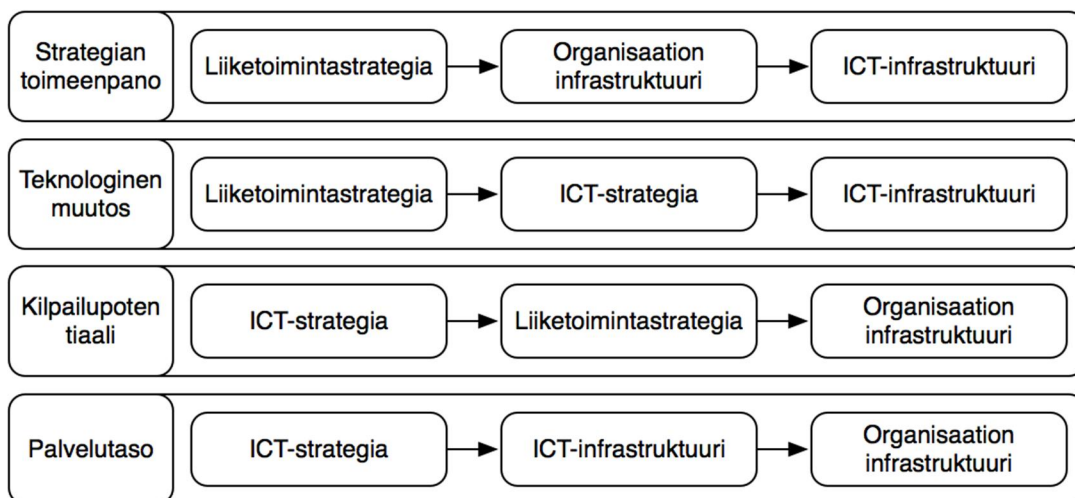 Strategian
toimeenpano
Liiketoimintastrategia
Organisaation
infrastruktuuri
ICT-infrastruktuuri
Teknologinen
muutos
Liiketoimintastrategia
ICT-strategia
ICT-infrastruktuuri
Kilpailupoten
tiaali
ICT-strategia
Liiketoimintastrategia
Organisaation
infrastruktuuri
Palvelutaso
ICT-strategia
ICT-infrastruktuuri
Organisaation
infrastruktuuri